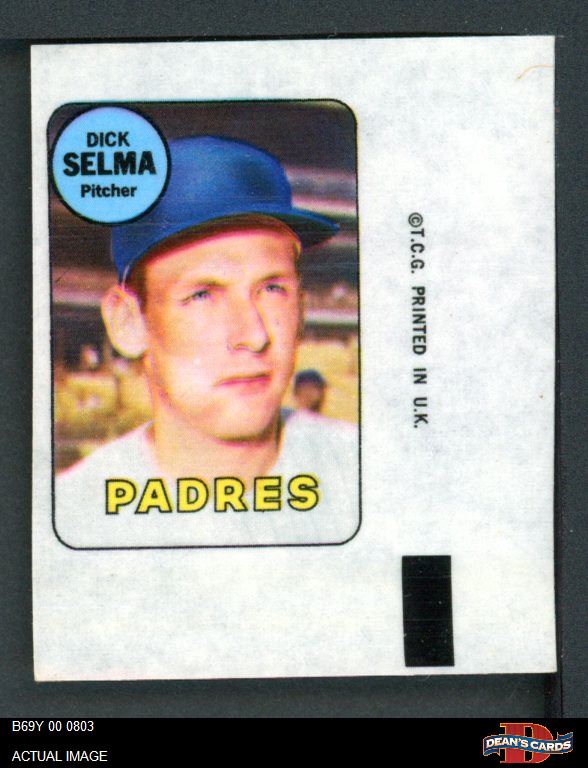 DICK
SELMA
Pitcher
PADRES
©T.C.G. PRINTED IN U.K.
B69Y 00 0803
ACTUAL IMAGE
D
DEAN'S CARDS